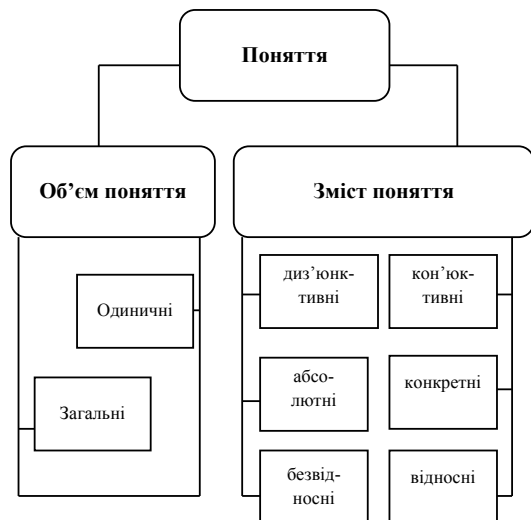 Поняття
Об’єм поняття
Зміст поняття
Одиничні
Загальні
диз’юнк-
тивні
кон’юк-
тивні
абсо-
лютні
конкретні
безвід-
носні
відносні